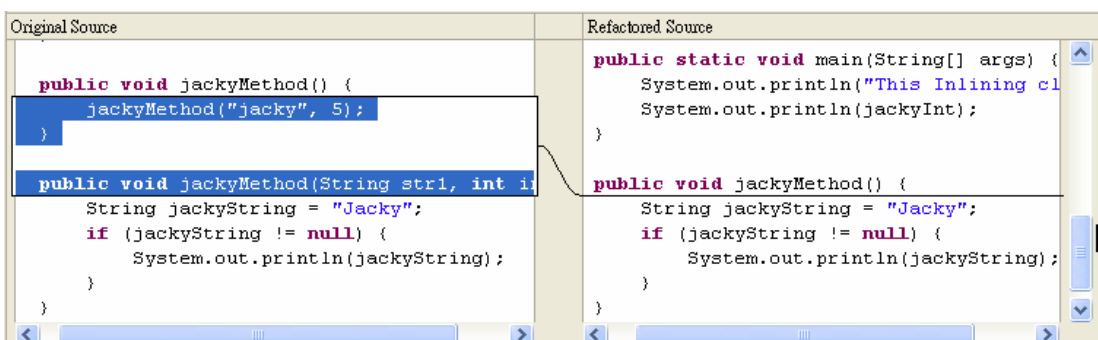 Original Source
public void jackyMethod() {
jackyMethod("jacky", 5);
}
public void jackyMethod(String str1, int
String jackyString = "Jacky";
if (jackyString != null) {
System.out.println(jackyString);
}
}
Refactored Source
public static void main(String[] args) {
System.out.println("This Inlining cl
System.out.println(jackyInt);
}
public void jackyMethod() {
String jackyString = "Jacky";
if (jackyString != null) {
System.out.println(jackyString);
}
}